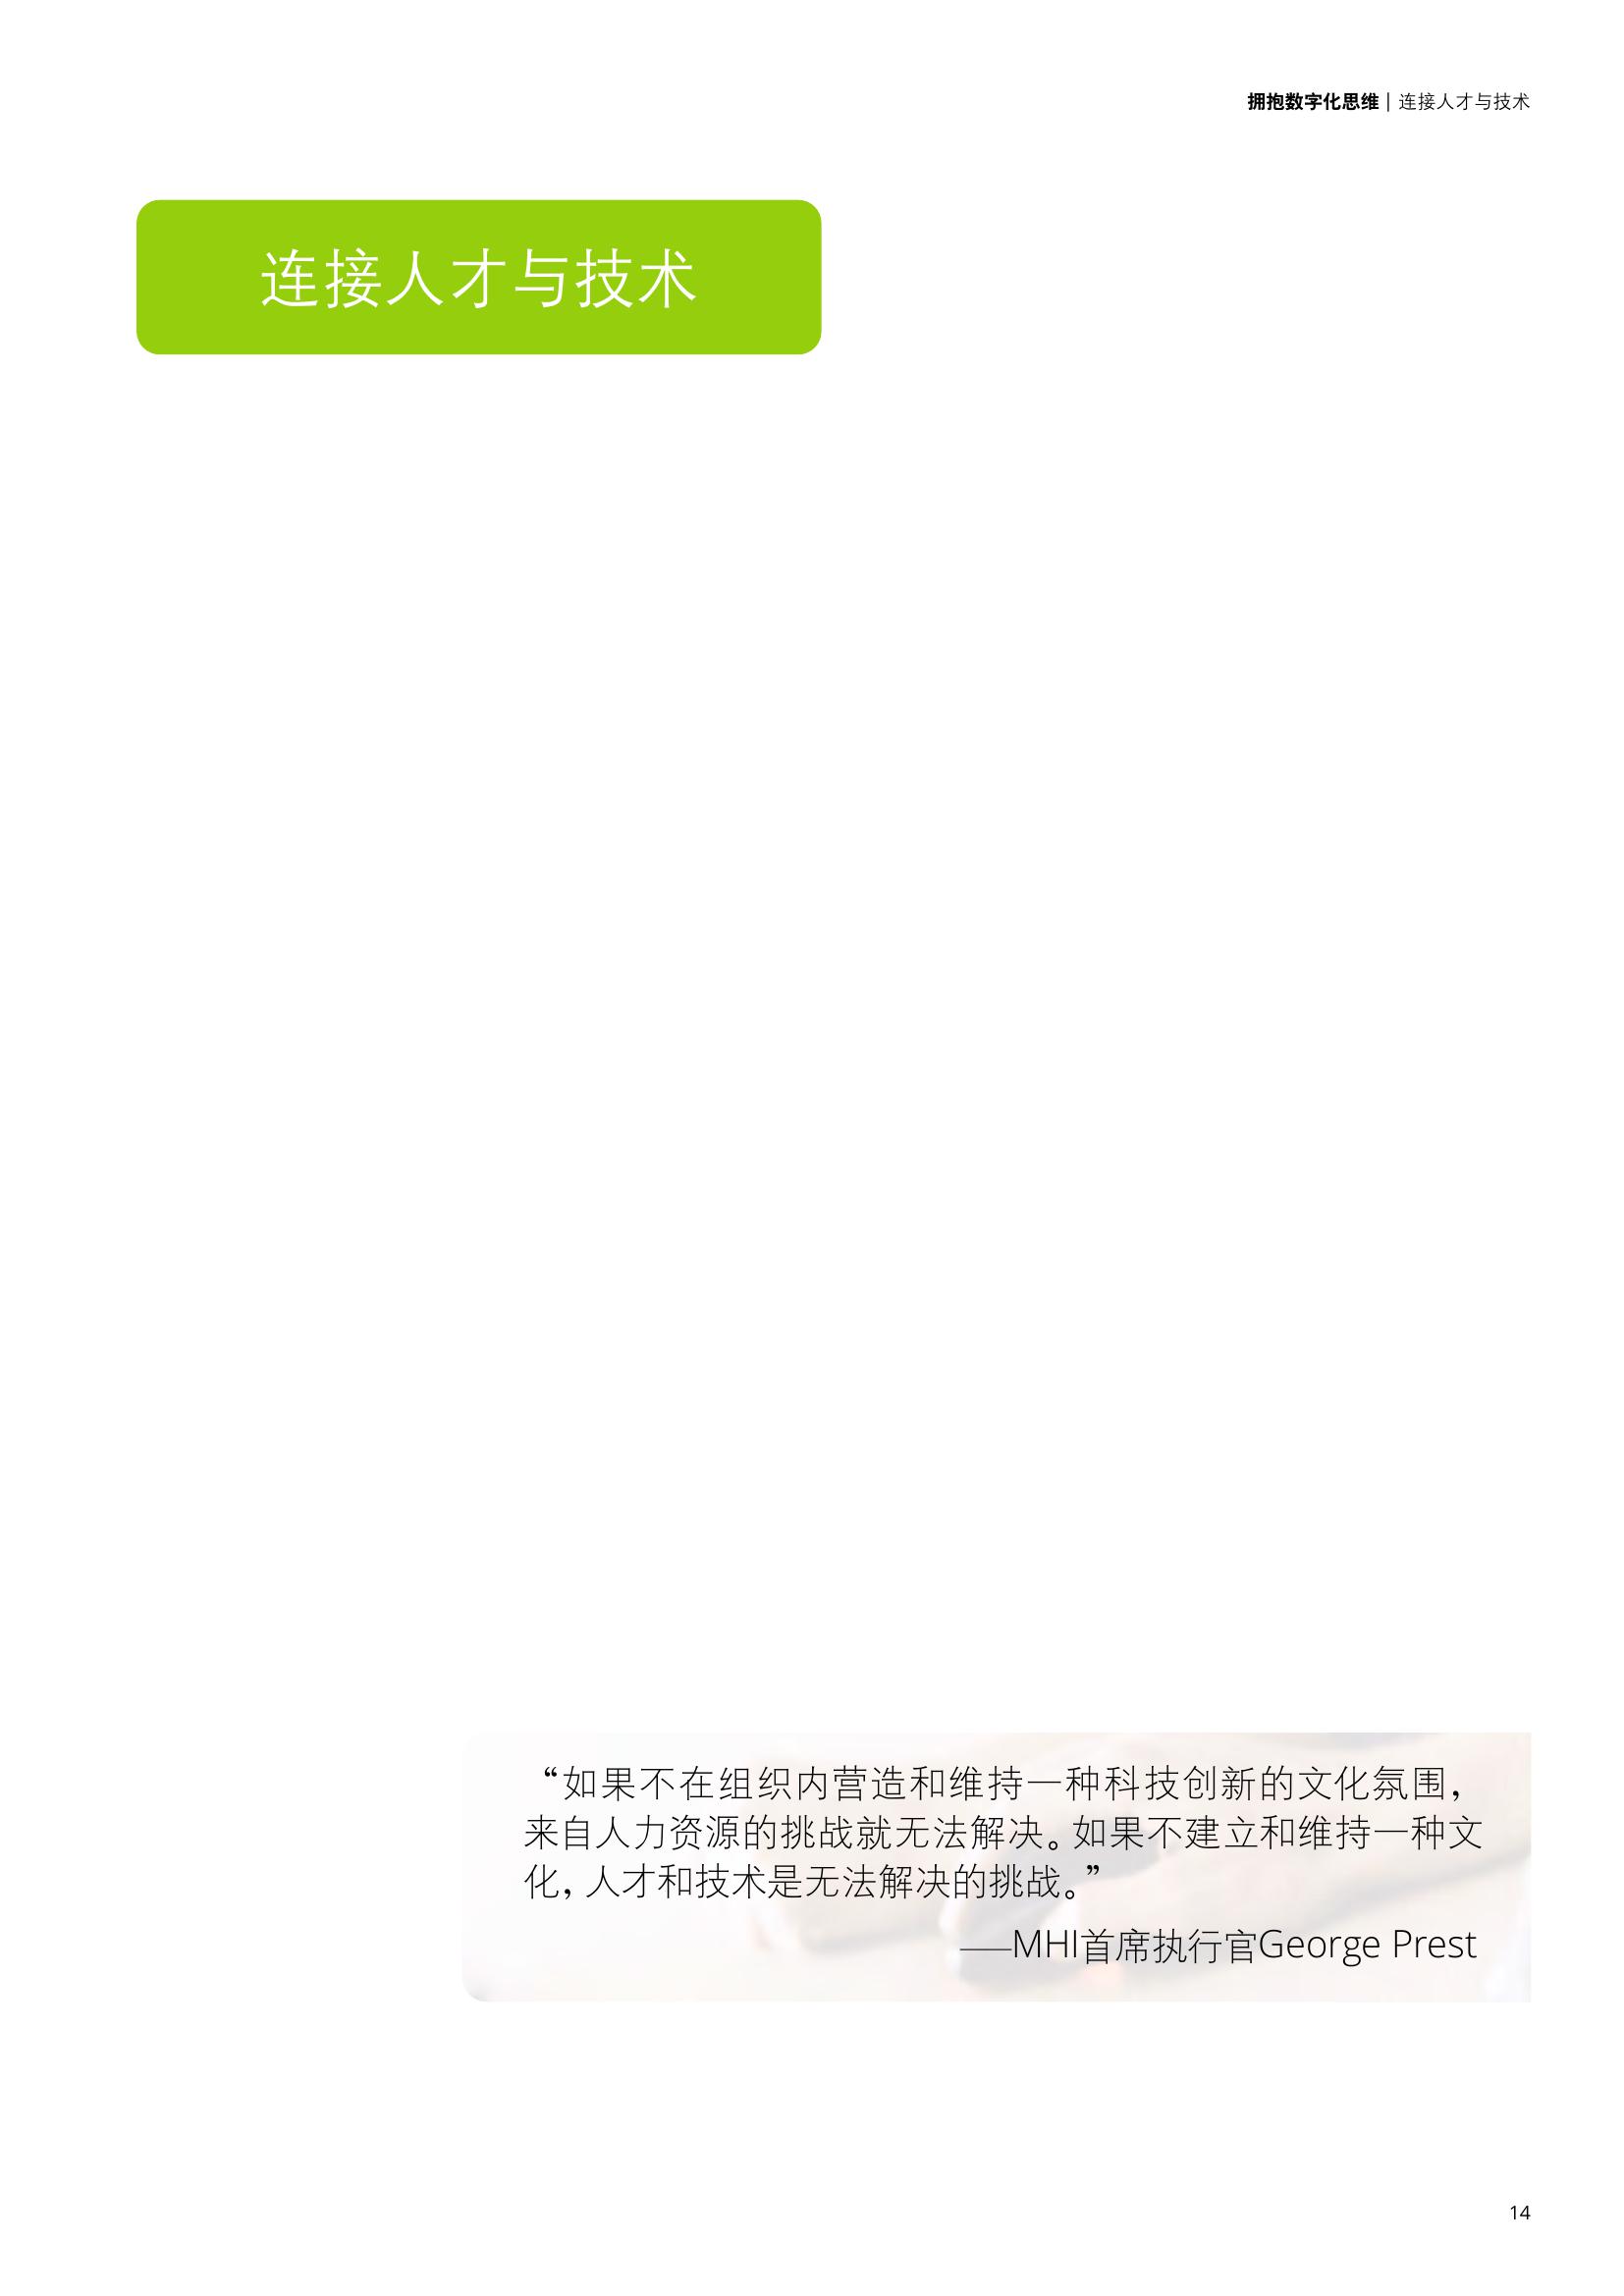 拥抱数字化思维 | 连接人才与技术
连接人才与技术
“如果不在组织内营造和维持一种科技创新的文化氛围，
来自人力资源的挑战就无法解决。如果不建立和维持一种文
化，人才和技术是无法解决的挑战。”
——MHI首席执行官George Prest
14